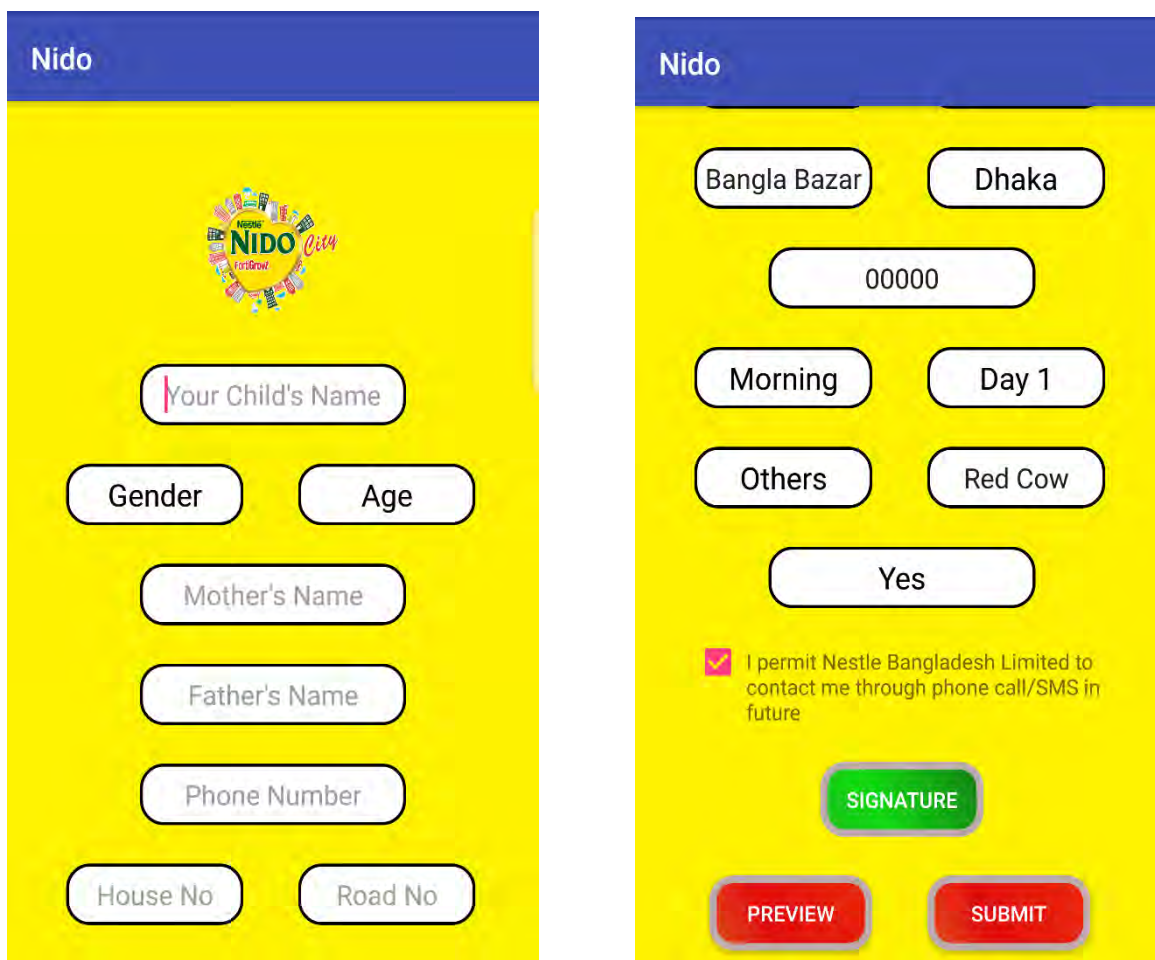 Nido
Nestlé
NIDO City
FortiGrow
Your Child's Name
Gender
Age
Mother's Name
Father's Name
Phone Number
House No
Road No
Nido
Bangla Bazar
Dhaka
00000
Morning
Day 1
Others
Red Cow
Yes
I permit Nestle Bangladesh Limited to
contact me through phone call/SMS in
future
SIGNATURE
PREVIEW
SUBMIT